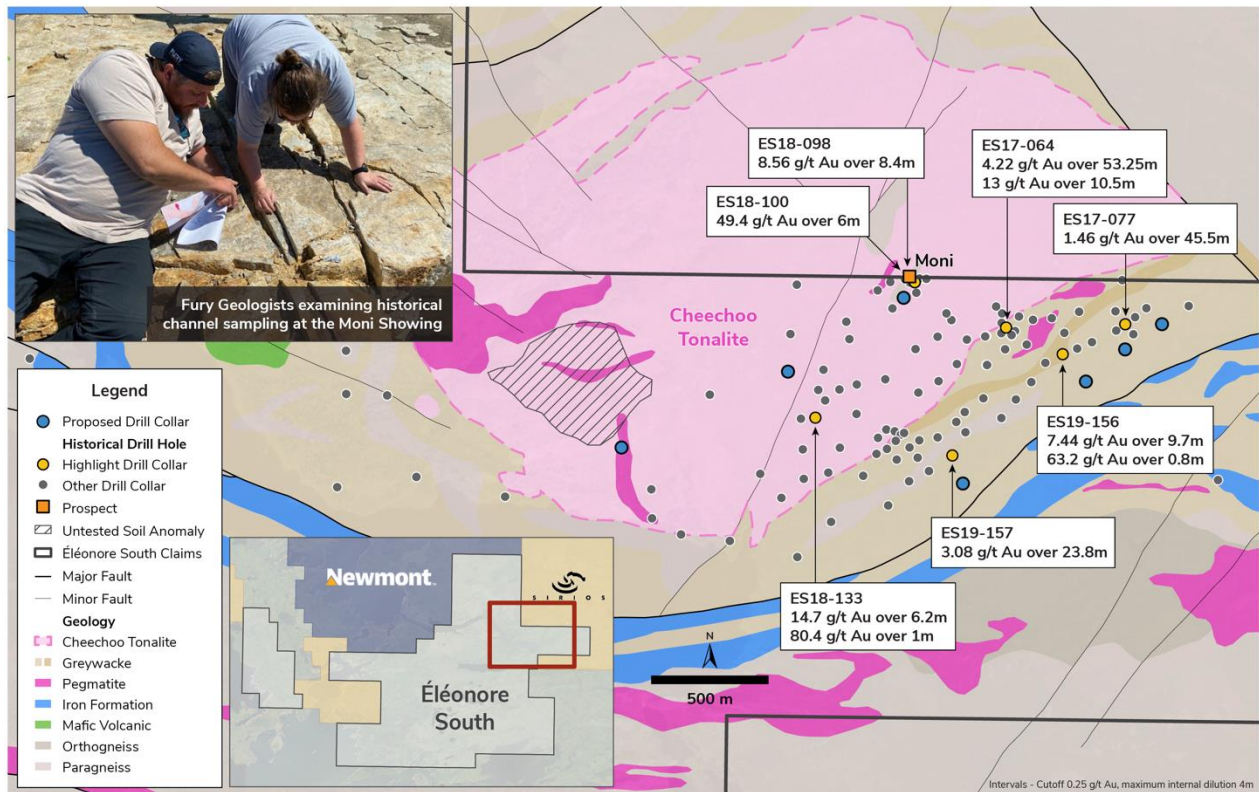 Fury Geologists examining historical
channel sampling at the Moni Showing
ES18-098
8.56 g/t Au over 8.4m
ES18-100
49.4 g/t Au over 6m
ES17-064
4.22 g/t Au over 53.25m
13 g/t Au over 10.5m
ES17-077
1.46 g/t Au over 45.5m
Moni
Cheechoo
Tonalite
ES19-156
7.44 g/t Au over 9.7m
63.2 g/t Au over 0.8m
ES19-157
3.08 g/t Au over 23.8m
ES18-133
14.7 g/t Au over 6.2m
80.4 g/t Au over 1m
Legend
Proposed Drill Collar
Historical Drill Hole
Highlight Drill Collar
Other Drill Collar
Prospect
Untested Soil Anomaly
Éléonore South Claims
Major Fault
Minor Fault
Geology
Cheechoo Tonalite
Greywacke
Pegmatite
Iron Formation
Mafic Volcanic
Orthogneiss
Paragneiss
Newmont
SIRIOS
Éléonore
South
N
500 m
Intervals - Cutoff 0.25 g/t Au, maximum internal dilution 4m